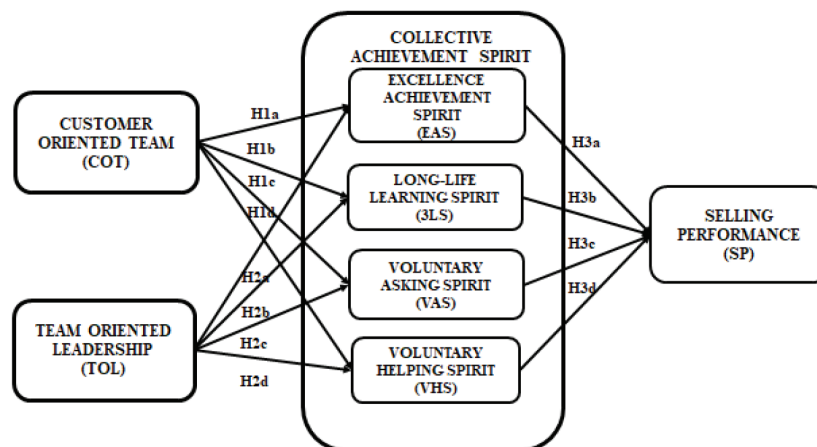 COLLECTIVE
ACHIEVEMENT SPIRIT
EXCELLENCE
ACHIEVEMENT
SPIRIT
(EAS)
CUSTOMER
ORIENTED TEAM
(COT)
H1a
H1b
H1c
H1d
LONG-LIFE
LEARNING SPIRIT
(3LS)
H3a
H3b
H3c
H3d
SELLING
PERFORMANCE
(SP)
VOLUNTARY
ASKING SPIRIT
(VAS)
H2a
H2b
H2c
H2d
TEAM ORIENTED
LEADERSHIP
(TOL)
VOLUNTARY
HELPING SPIRIT
(VHS)